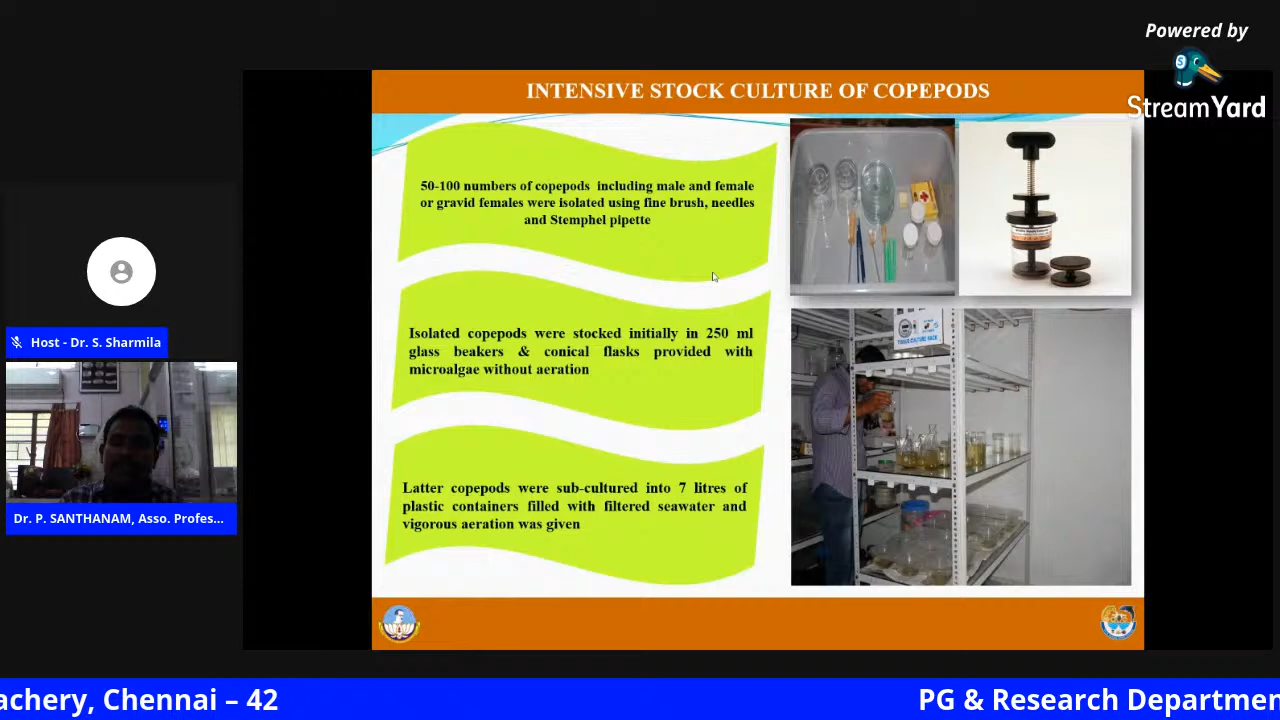 Powered by
StreamYard
INTENSIVE STOCK CULTURE OF COPEPODS
50-100 numbers of copepods including male and female
or gravid females were isolated using fine brush, needles
and Stemphel pipette
Isolated copepods were stocked initially in 250 ml
glass beakers & conical flasks provided with
microalgae without aeration
Latter copepods were sub-cultured into 7 litres of
plastic containers filled with filtered seawater and
vigorous aeration was given
Host - Dr. S. Sharmila
Dr. P. SANTHANAM, Asso. Profes...
achery, Chennai – 42
PG & Research Departmen